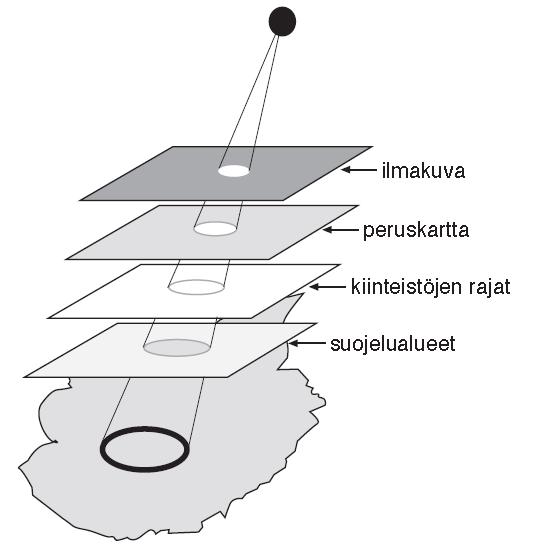 ilmakuva
peruskartta
kiinteistöjen rajat
suojelualueet